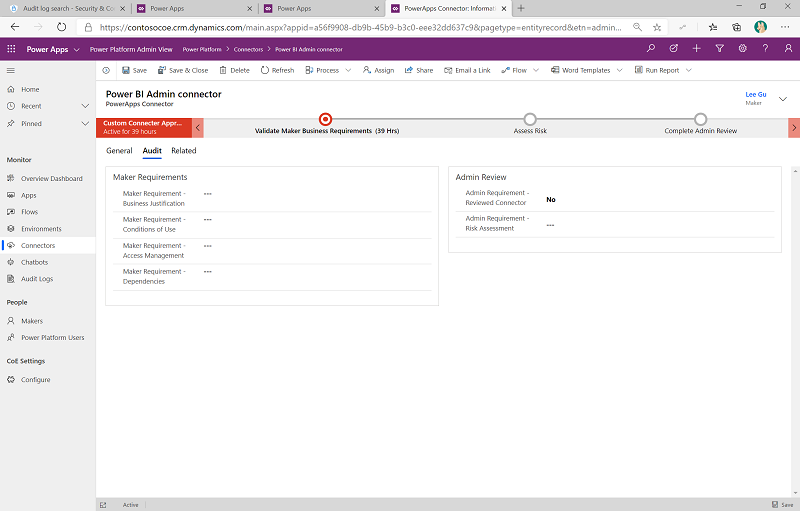 Audit log search - Security & Co
Power Apps
Power Apps
PowerApps Connector: Informat
https://contosocoe.crm.dynamics.com/main.aspx?appid=a56f9908-db9b-45b9-b3c0-eee32dd637c9&pagetype=entityrecord&etn=admin...
Power Apps
Power Platform Admin View
Power Platform > Connectors > Power BI Admin connector
Save
Save & Close
Delete
Refresh
Process
Assign
Share
Email a Link
Flow
Word Templates
Run Report
Home
Recent
Pinned
Monitor
Overview Dashboard
Apps
Flows
Environments
Connectors
Chatbots
Audit Logs
People
Makers
Power Platform Users
CoE Settings
Configure
Power BI Admin connector
PowerApps Connector
Lee Gu
Maker
Custom Connecter Appr...
Active for 39 hours
Validate Maker Business Requirements (39 Hrs)
Assess Risk
Complete Admin Review
General
Audit
Related
Maker Requirements
Maker Requirement -
Business Justification
---
Maker Requirement -
Conditions of Use
---
Maker Requirement -
Access Management
---
Maker Requirement -
Dependencies
---
Admin Review
Admin Requirement -
Reviewed Connector
No
Admin Requirement -
Risk Assessment
---
Active
Save